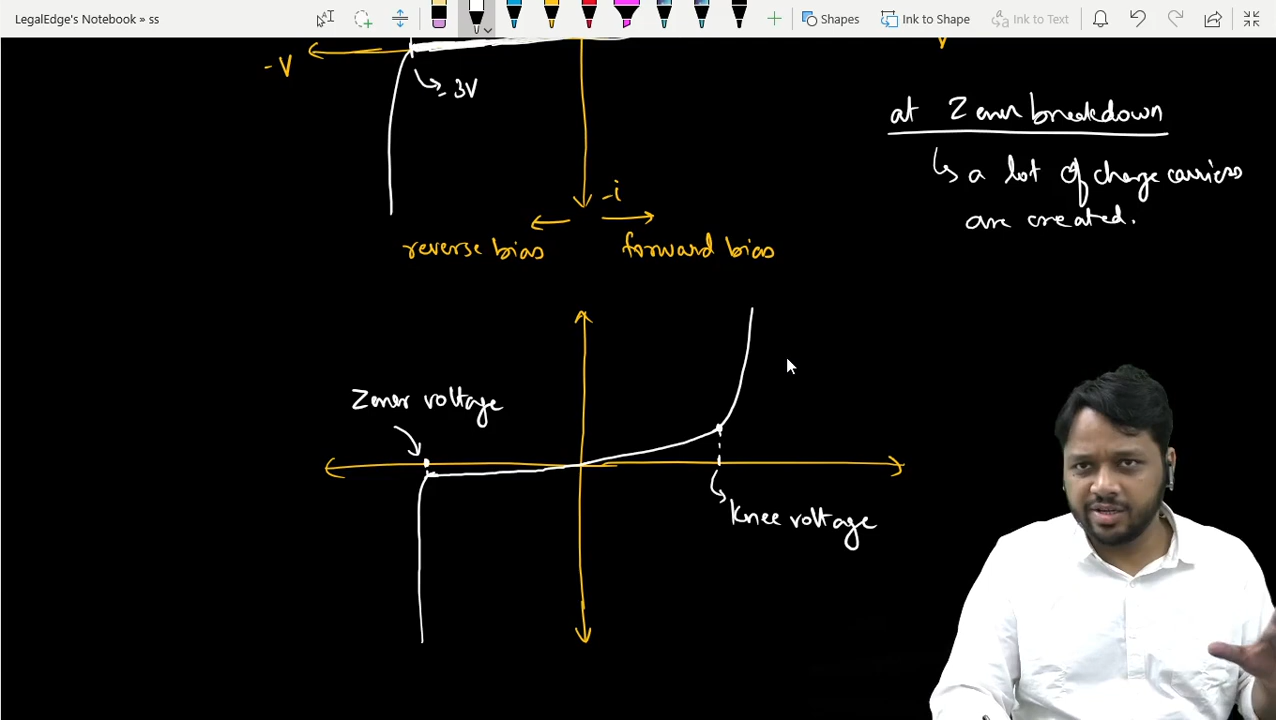 LegalEdge's Notebook » ss
Shapes
Ink to Shape
Ink to Text
-V
- 3V
-i
reverse bias
forward bias
at Zener breakdown
↳ a lot of charge carriers
are created.
Zener voltage
Knee voltage